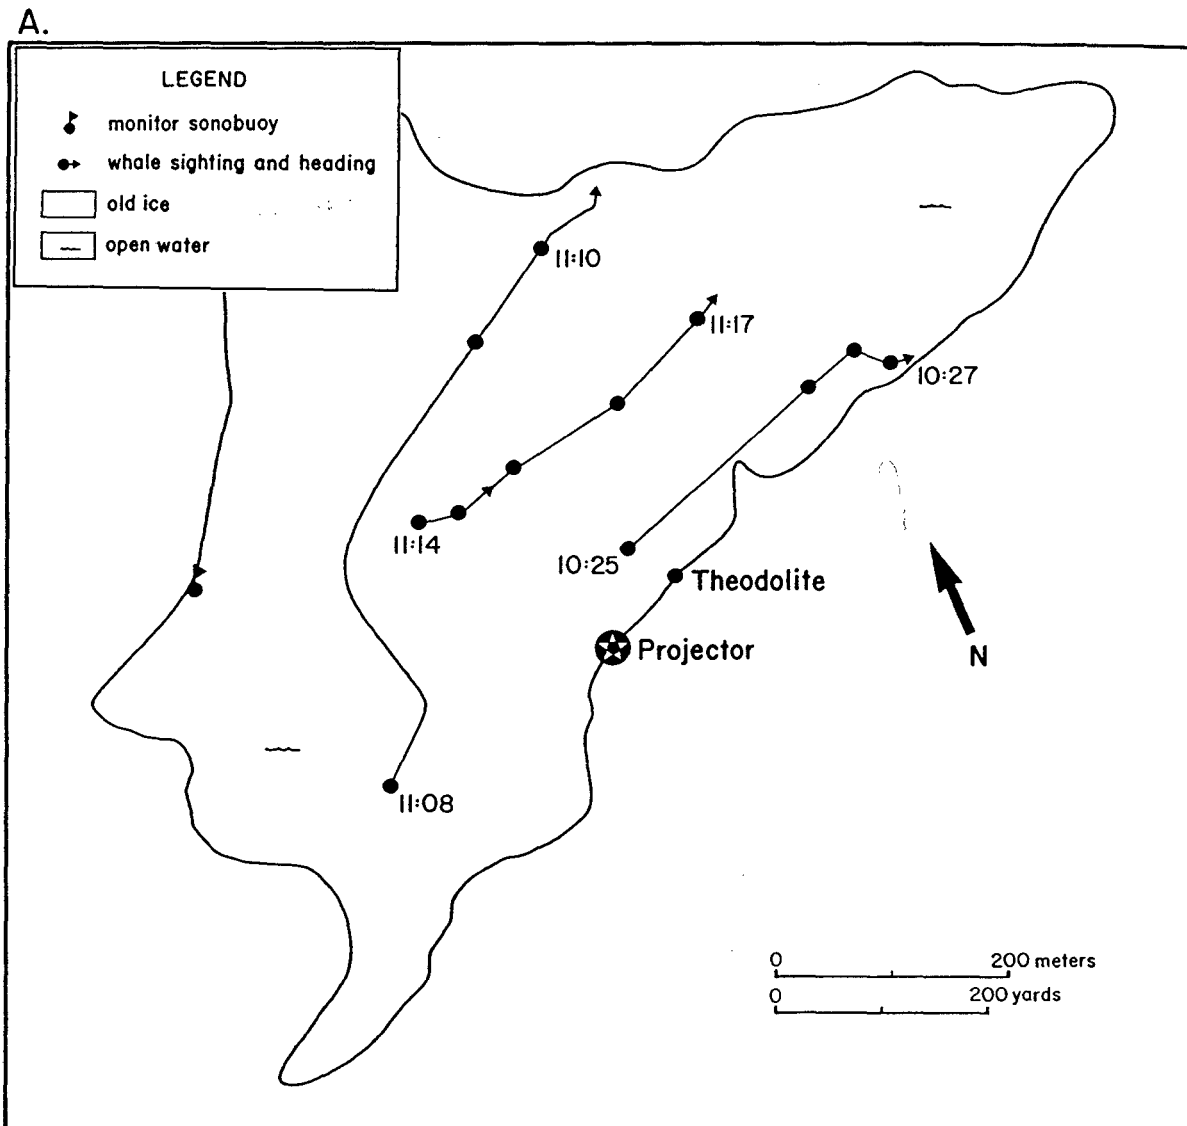 A.
LEGEND
monitor sonobuoy
whale sighting and heading
old ice
open water
11:10
11:17
10:27
11:14
10:25
Theodolite
Projector
N
11:08
0 200 meters
0 200 yards